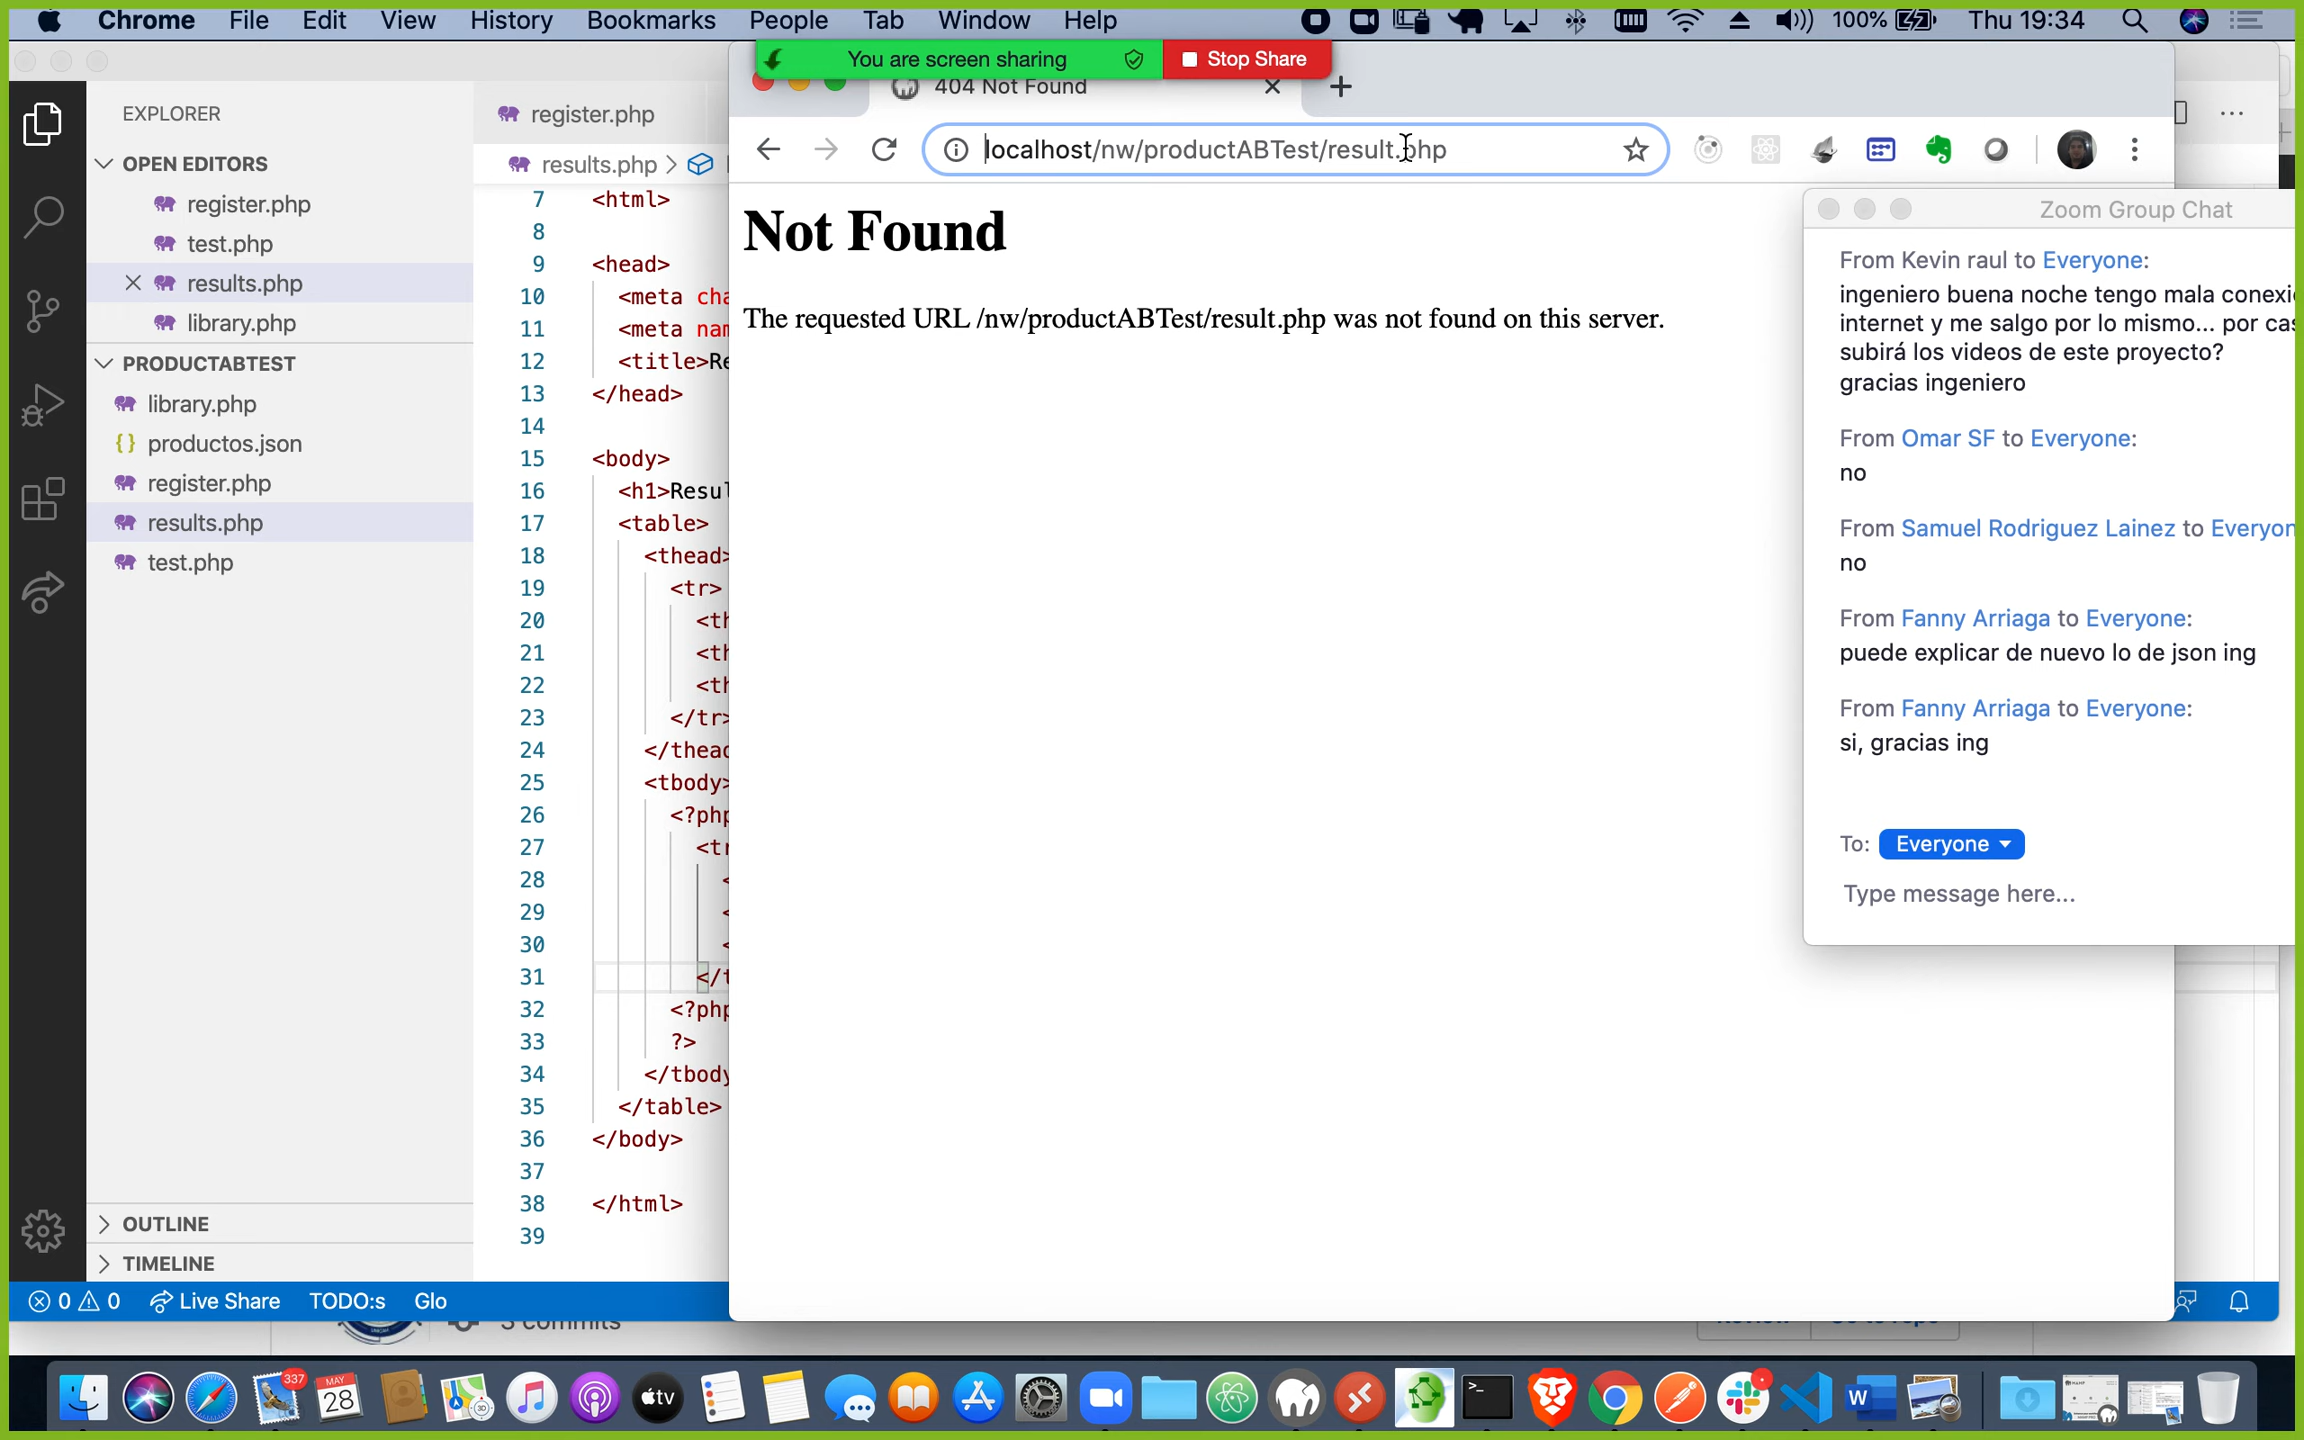 Chrome File Edit View History Bookmarks People Tab Window Help 100% Thu 19:34
You are screen sharing Stop Share
404 Not Found
localhost/nw/productABTest/result.php
EXPLORER
OPEN EDITORS
register.php
test.php
results.php
library.php
PRODUCTABTEST
library.php
productos.json
register.php
results.php
test.php
OUTLINE
TIMELINE
register.php
results.php >
7 <html>
8
9 <head>
10 <meta cha
11 <meta nam
12 <title>Re
13 </head>
14
15 <body>
16 <h1>Resul
17 <table>
18 <thead>
19 <tr>
20 <th
21 <th
22 <th
23 </tr>
24 </thead
25 <tbody>
26 <?php
27 <tr
28 <
29 <
30 <
31 </t
32 <?php
33 ?>
34 </tbody
35 </table>
36 </body>
37
38 </html>
39
Not Found
The requested URL /nw/productABTest/result.php was not found on this server.
Zoom Group Chat
From Kevin raul to Everyone:
ingeniero buena noche tengo mala conexi
internet y me salgo por lo mismo... por cas
subirá los videos de este proyecto?
gracias ingeniero
From Omar SF to Everyone:
no
From Samuel Rodriguez Lainez to Everyon
no
From Fanny Arriaga to Everyone:
puede explicar de nuevo lo de json ing
From Fanny Arriaga to Everyone:
si, gracias ing
To: Everyone
Type message here...
0 0 Live Share TODO:s Glo
3 commits
337
MAY
28
tv